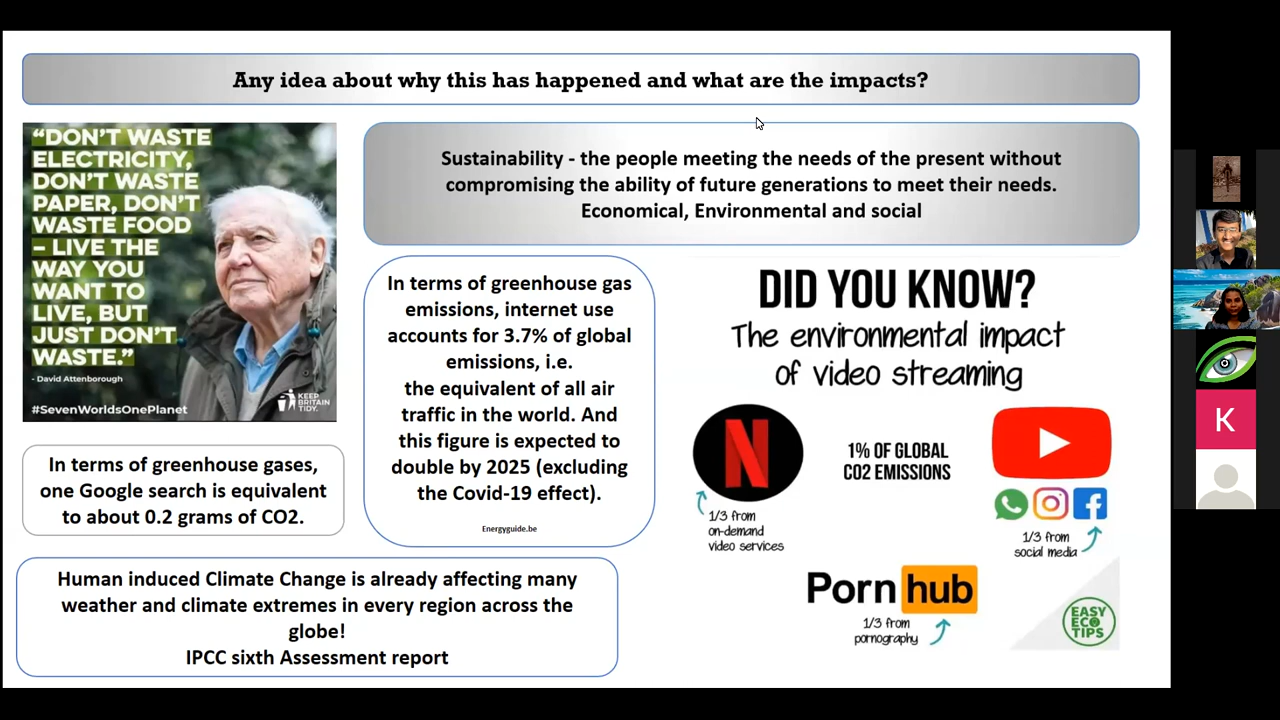 Any idea about why this has happened and what are the impacts?
“DON’T WASTE
ELECTRICITY,
DON’T WASTE
PAPER, DON’T
WASTE FOOD
– LIVE THE
WAY YOU
WANT TO
LIVE, BUT
JUST DON’T
WASTE.”
- David Attenborough
#SevenWorldsOnePlanet
KEEP
BRITAIN
TIDY.
Sustainability - the people meeting the needs of the present without
compromising the ability of future generations to meet their needs.
Economical, Environmental and social
In terms of greenhouse gas
emissions, internet use
accounts for 3.7% of global
emissions, i.e.
the equivalent of all air
traffic in the world. And
this figure is expected to
double by 2025 (excluding
the Covid-19 effect).
Energyguide.be
DID YOU KNOW?
The environmental impact
of video streaming
N
1% OF GLOBAL
CO2 EMISSIONS
1/3 from
on-demand
video services
1/3 from
social media
Porn hub
1/3 from
pornography
EASY
ECO
TIPS
In terms of greenhouse gases,
one Google search is equivalent
to about 0.2 grams of CO2.
Human induced Climate Change is already affecting many
weather and climate extremes in every region across the
globe!
IPCC sixth Assessment report
K